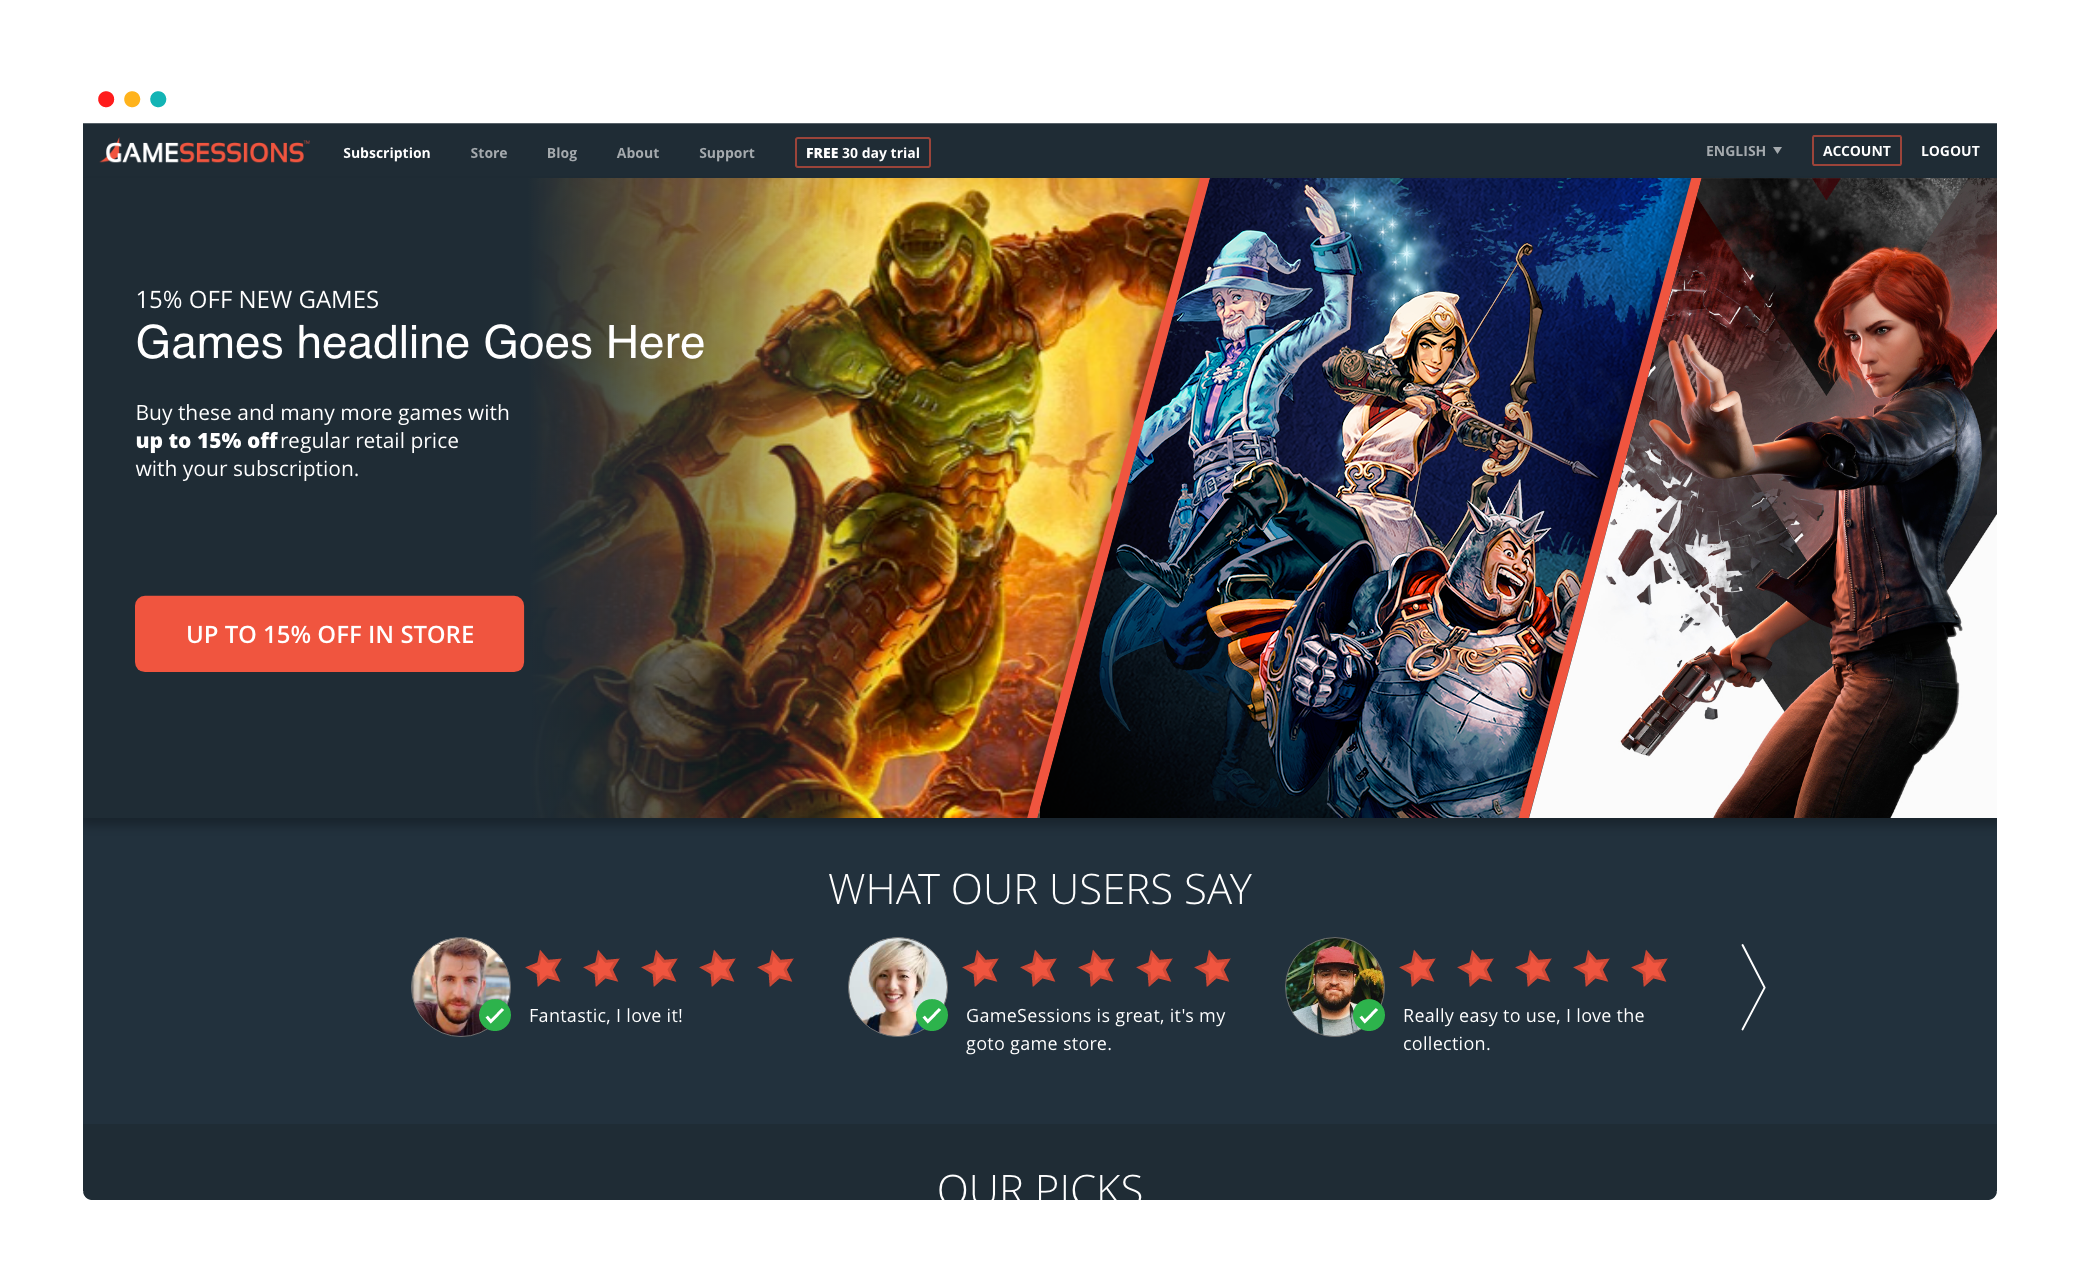 GAMESESSIONS™
Subscription
Store
Blog
About
Support
FREE 30 day trial
ENGLISH
ACCOUNT
LOGOUT
15% OFF NEW GAMES
Games headline Goes Here
Buy these and many more games with
up to 15% off regular retail price
with your subscription.
UP TO 15% OFF IN STORE
WHAT OUR USERS SAY
Fantastic, I love it!
GameSessions is great, it's my
goto game store.
Really easy to use, I love the
collection.
OUR PICKS